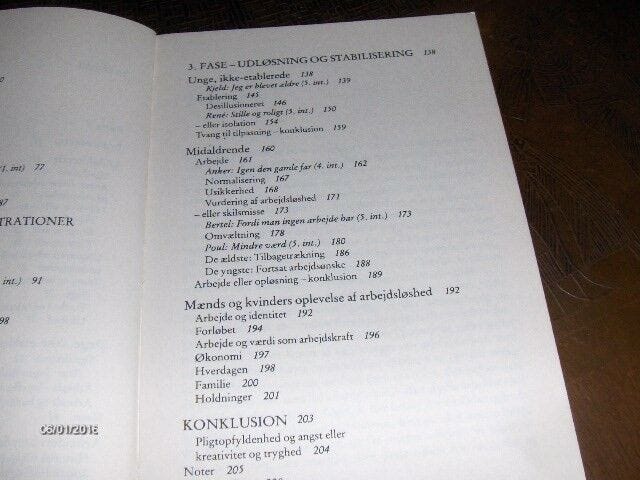 1. int) 77
87
TRATIONER
int.) 91
98
3. FASE – UDLØSNING OG STABILISERING 138
Unge, ikke-etablerede 138
Kjeld: Jeg er blevet ældre (5. int.) 139
Etablering 145
Desillusioneret 146
René: Stille og roligt (5. int.) 150
– eller isolation 154
Tvang til tilpasning – konklusion 159
Midaldrende 160
Arbejde 161
Anker: Igen den gamle far (4. int.) 162
Normalisering 167
Usikkerhed 168
Vurdering af arbejdsløshed 171
– eller skilsmisse 173
Bertel: Fordi man ingen arbejde har (5. int.) 173
Omvæltning 178
Poul: Mindre værd (5. int.) 180
De ældste: Tilbagetrækning 186
De yngste: Fortsat arbejdsønske 188
Arbejde eller opløsning – konklusion 189
Mænds og kvinders oplevelse af arbejdsløshed 192
Arbejde og identitet 192
Forløbet 194
Arbejde og værdi som arbejdskraft 196
Økonomi 197
Hverdagen 198
Familie 200
Holdninger 201
KONKLUSION 203
Pligtopfyldenhed og angst eller
kreativitet og tryghed 204
Noter 205
06/01/2016